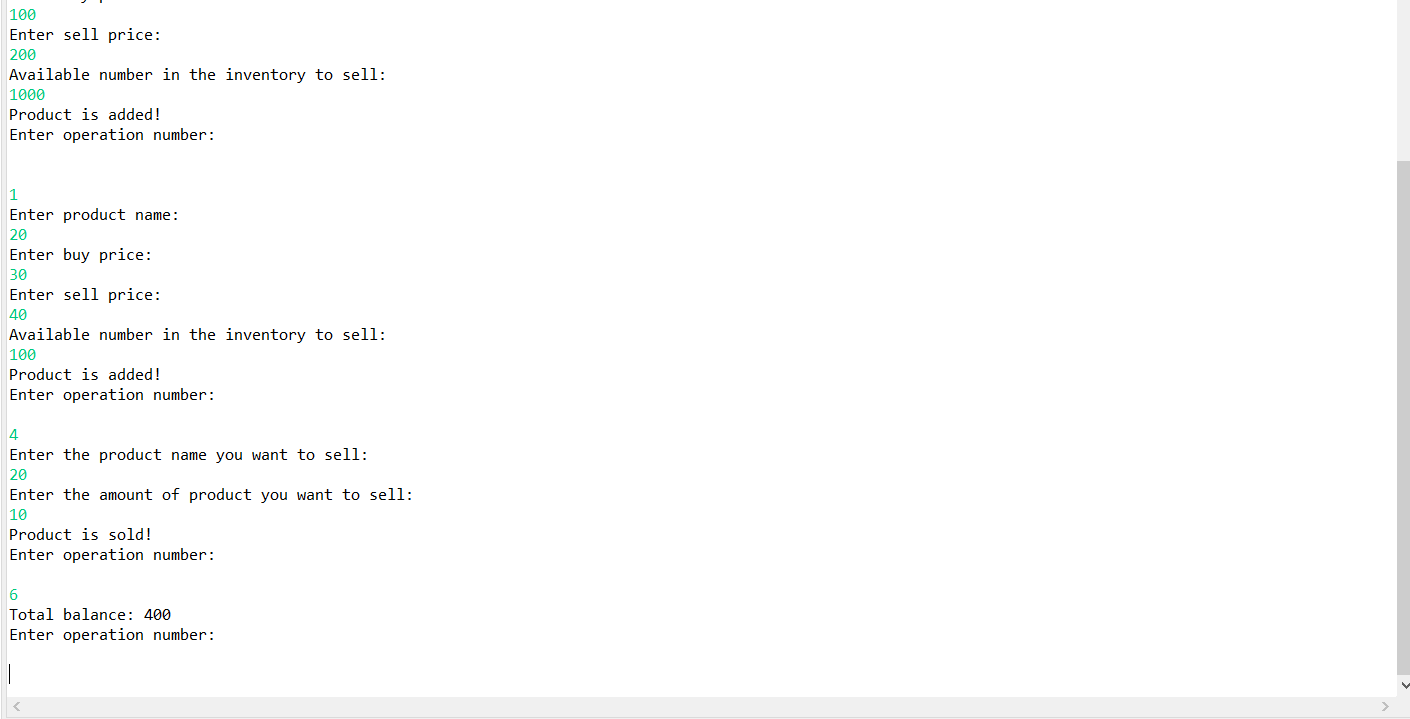 100
Enter sell price:
200
Available number in the inventory to sell:
1000
Product is added!
Enter operation number:
1
Enter product name:
20
Enter buy price:
30
Enter sell price:
40
Available number in the inventory to sell:
100
Product is added!
Enter operation number:
4
Enter the product name you want to sell:
20
Enter the amount of product you want to sell:
10
Product is sold!
Enter operation number:
6
Total balance: 400
Enter operation number: